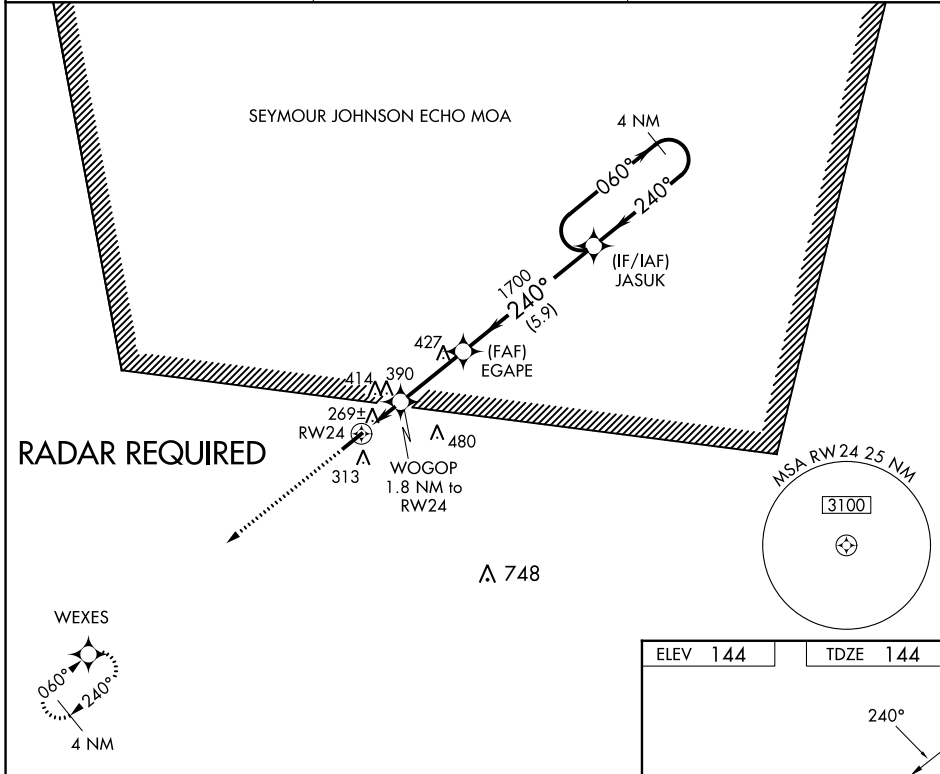 SEYMOUR JOHNSON ECHO MOA
4 NM
060°
240°
(IF/IAF)
JASUK
1700
240°
(5.9)
427
(FAF)
EGAPE
414
390
269±
RW24
480
313
WOGOP
1.8 NM to
RW24
RADAR REQUIRED
MSA RW24 25 NM
3100
748
WEXES
060°
240°
4 NM
ELEV 144
TDZE 144
240°